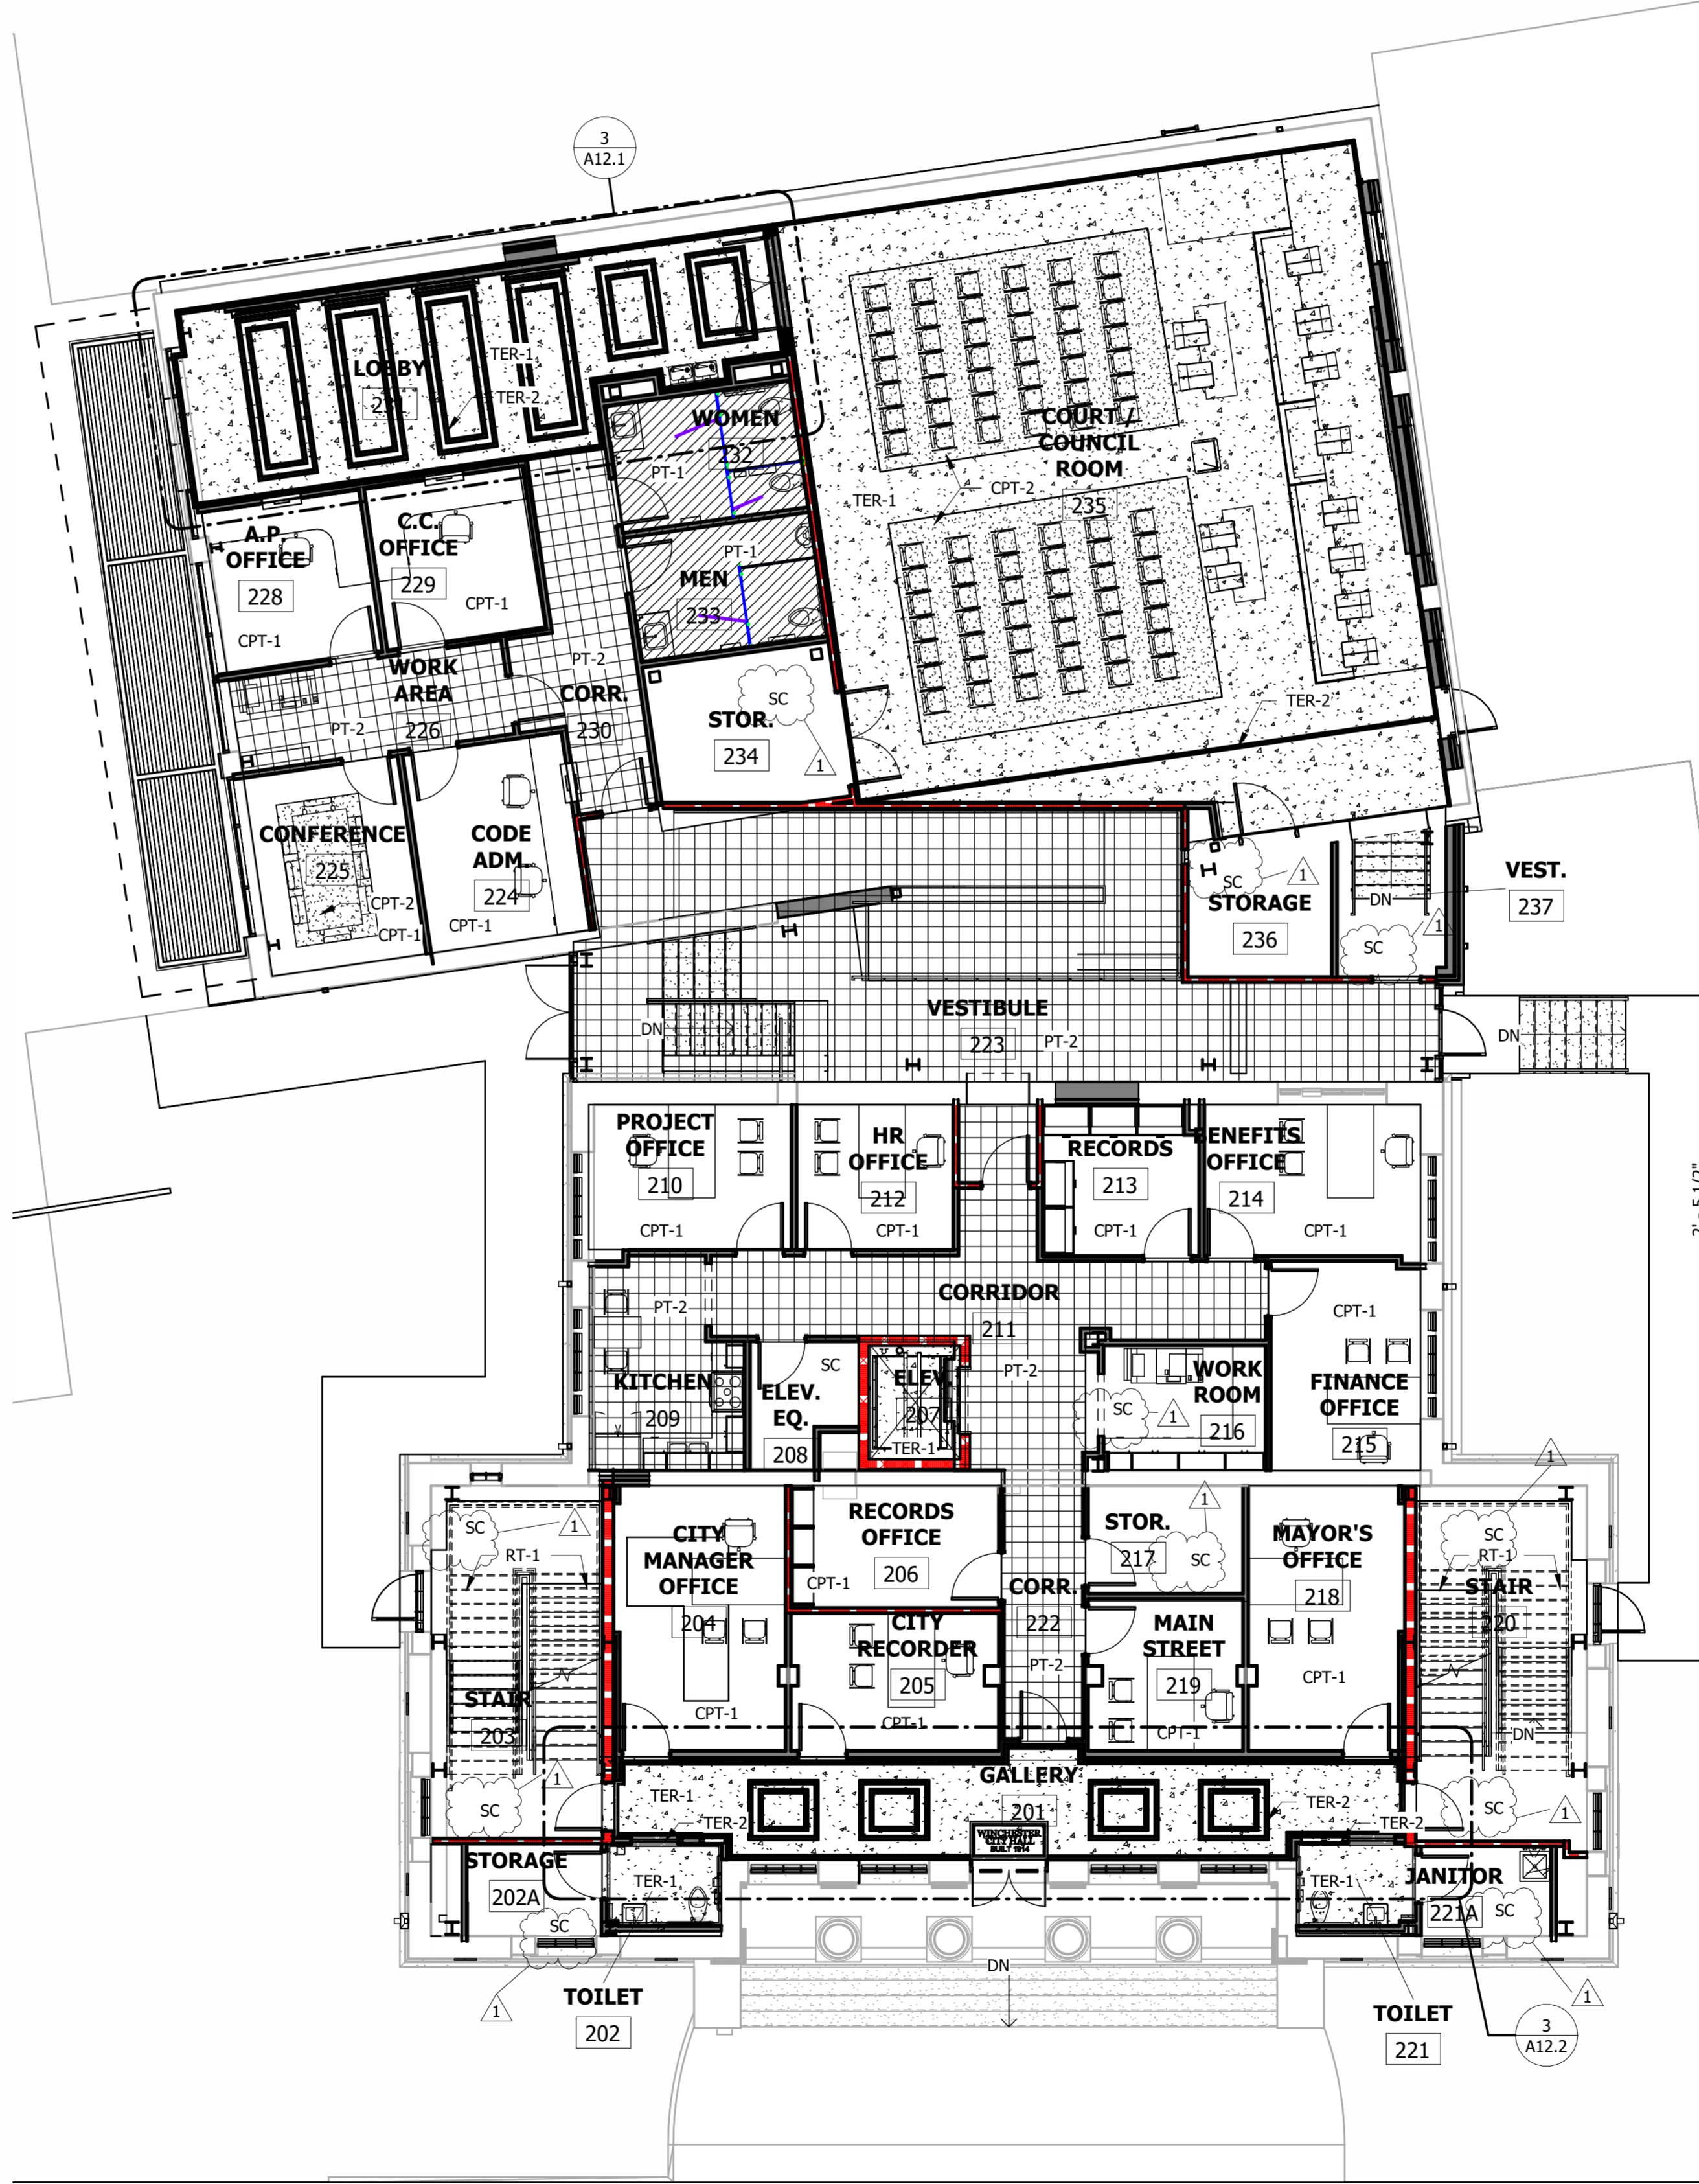 3
A12.1
LOBBY
TER-1
TER-2
WOMEN
232
PT-1
COURT /
COUNCIL
ROOM
235
TER-1
CPT-2
A.P.
OFFICE
228
CPT-1
C.C.
OFFICE
229
CPT-1
PT-1
MEN
233
WORK
AREA
226
PT-2
PT-2
CORR.
230
SC
STOR.
234
1
TER-2
CONFERENCE
225
CPT-2
CPT-1
CODE
ADM.
224
CPT-1
SC
1
STORAGE
236
DN
SC
1
VEST.
237
VESTIBULE
223
PT-2
DN
DN
PROJECT
OFFICE
210
CPT-1
HR
OFFICE
212
CPT-1
RECORDS
213
CPT-1
BENEFITS
OFFICE
214
CPT-1
2' - 5 1/2"
CORRIDOR
211
PT-2
PT-2
CPT-1
KITCHEN
209
SC
ELEV.
EQ.
208
ELEV.
207
TER-1
WORK
ROOM
216
SC
1
FINANCE
OFFICE
215
SC
1
RT-1
CITY
MANAGER
OFFICE
204
CPT-1
RECORDS
OFFICE
206
CPT-1
STOR.
217
SC
1
MAYOR'S
OFFICE
218
CPT-1
1
SC
RT-1
STAIR
220
DN
CORR.
222
PT-2
CITY
RECORDER
205
CPT-1
MAIN
STREET
219
CPT-1
STAIR
203
SC
1
GALLERY
201
TER-1
TER-2
TER-2
TER-2
WINCHESTER
CITY HALL
BUILT 1914
SC
1
STORAGE
202A
SC
1
TER-1
TER-1
JANITOR
221A
SC
1
DN
TOILET
202
TOILET
221
3
A12.2